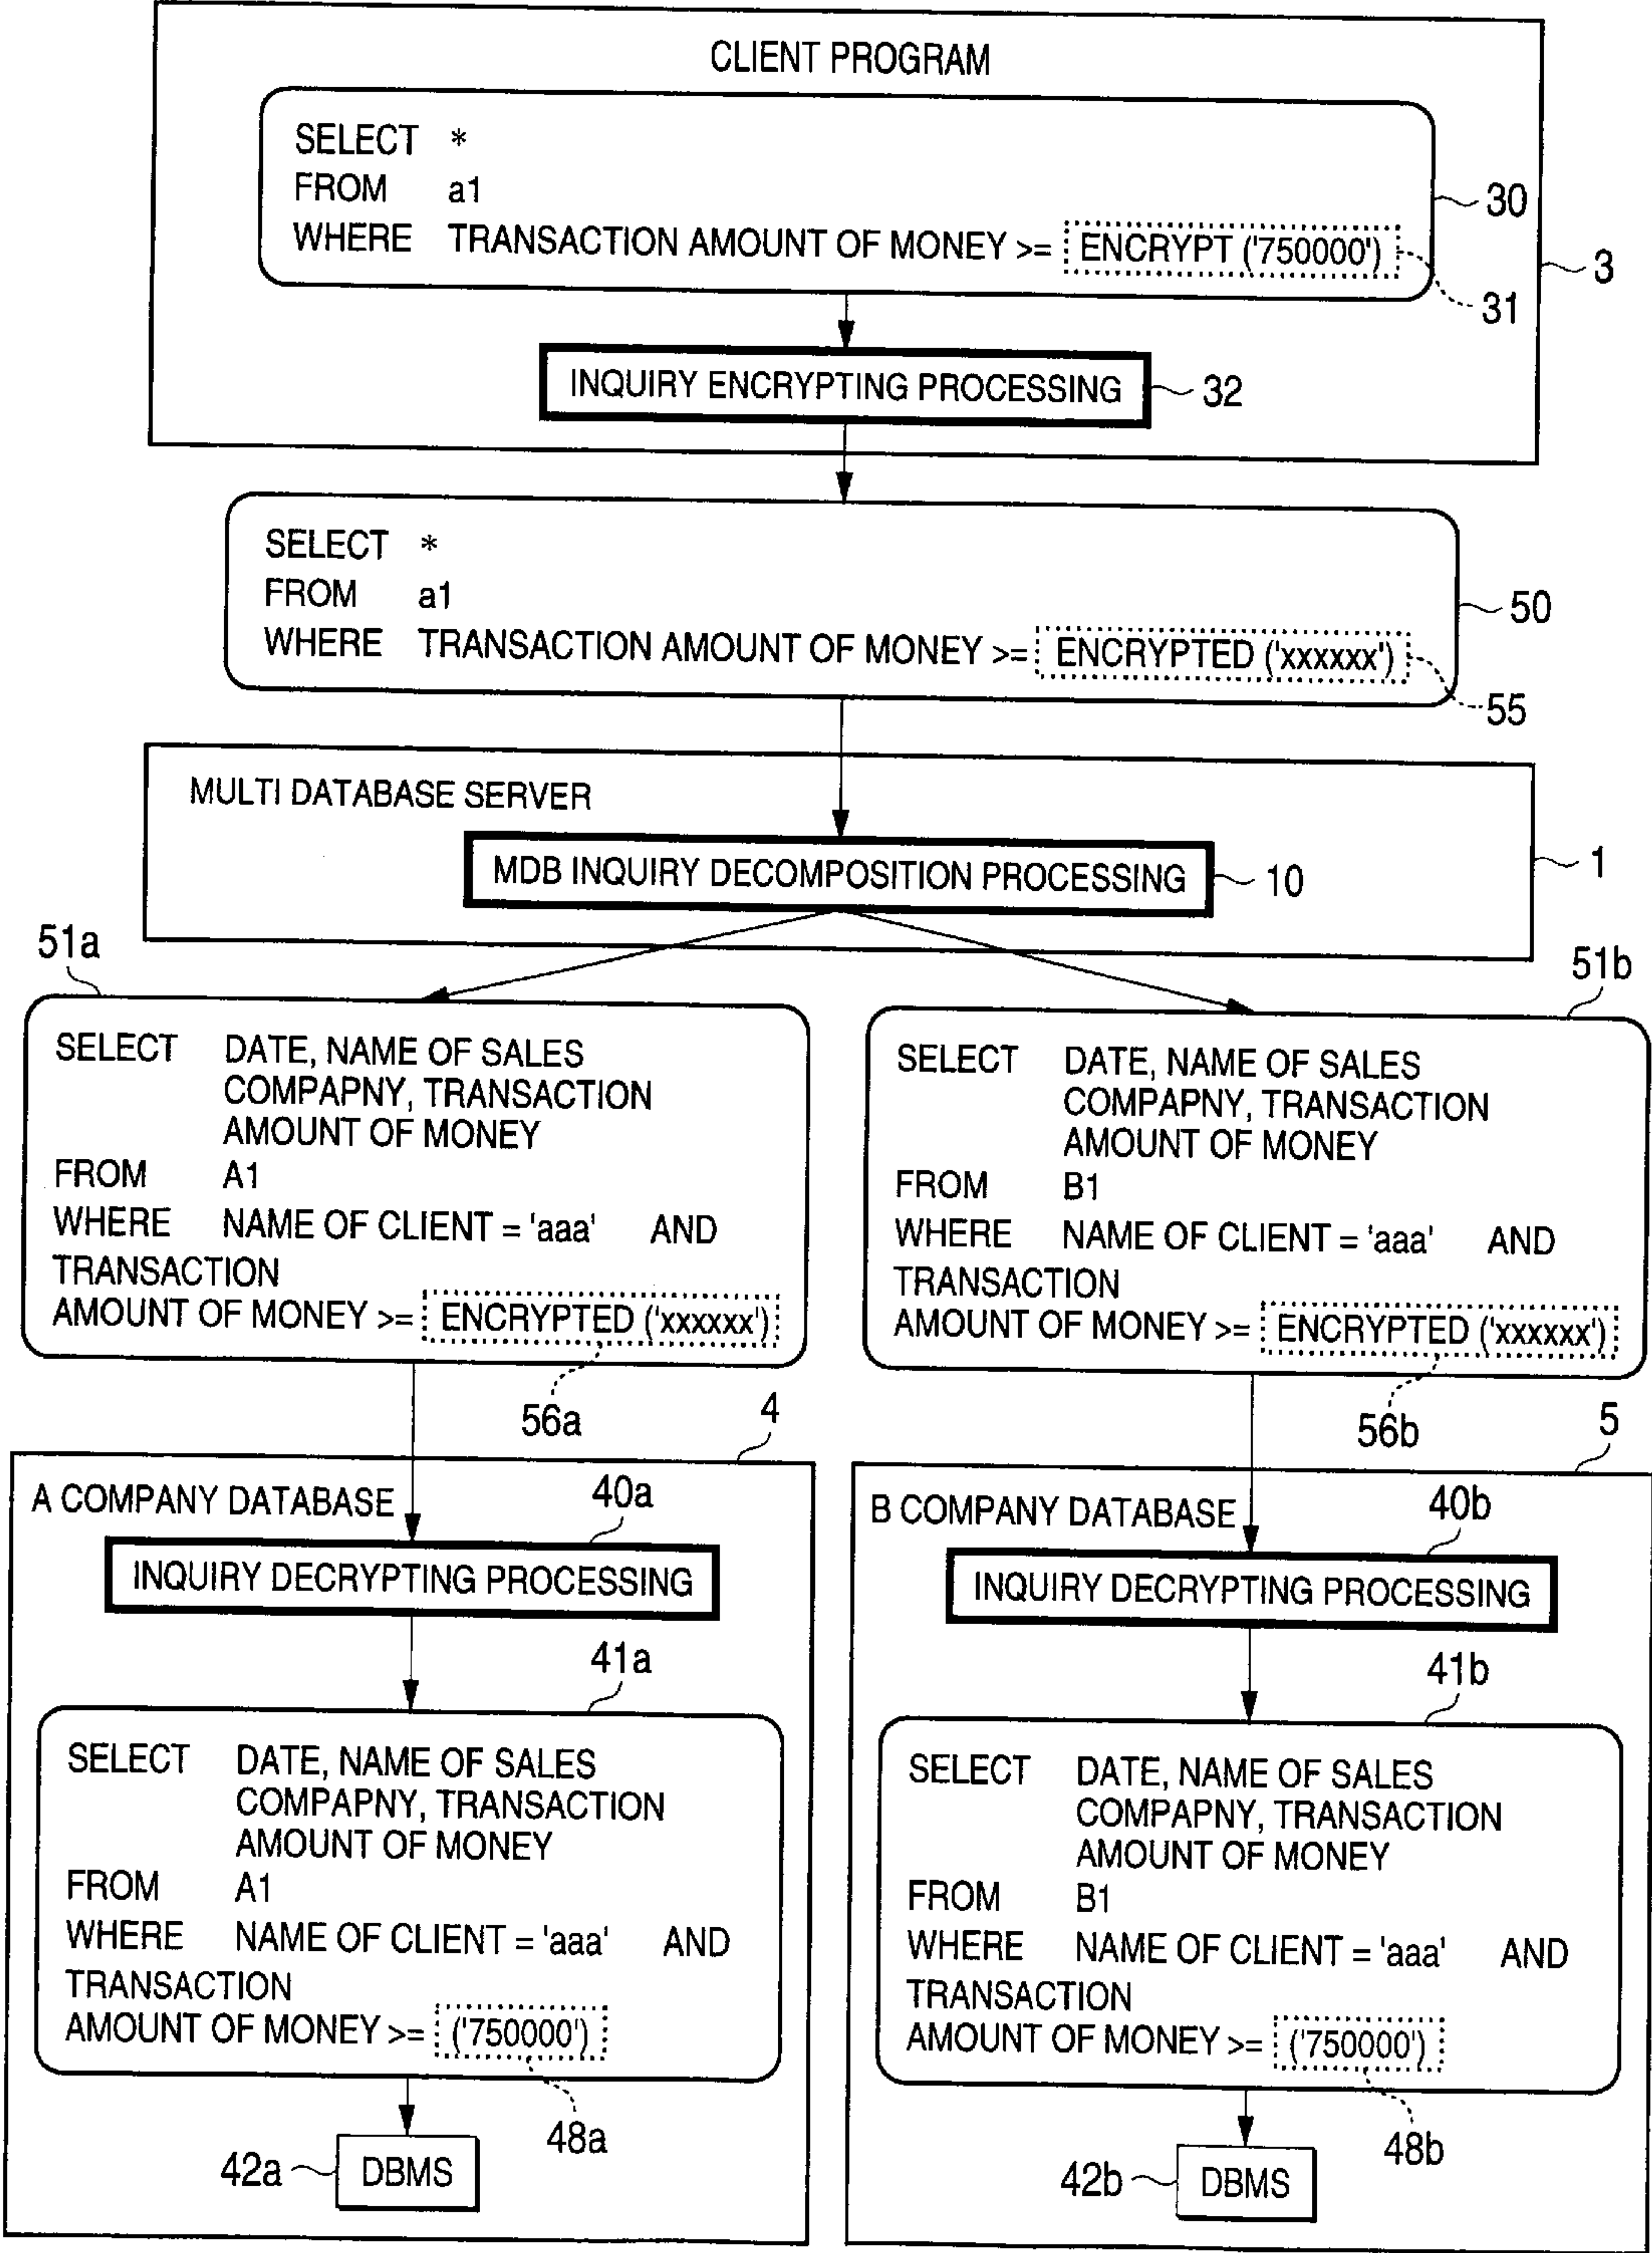 CLIENT PROGRAM
SELECT *
FROM a1
WHERE TRANSACTION AMOUNT OF MONEY >= ENCRYPT ('750000')
30
31
3
INQUIRY ENCRYPTING PROCESSING
32
SELECT *
FROM a1
WHERE TRANSACTION AMOUNT OF MONEY >= ENCRYPTED ('xxxxxx')
50
55
MULTI DATABASE SERVER
MDB INQUIRY DECOMPOSITION PROCESSING
10
1
51a
SELECT DATE, NAME OF SALES
COMPAPNY, TRANSACTION
AMOUNT OF MONEY
FROM A1
WHERE NAME OF CLIENT = 'aaa' AND
TRANSACTION
AMOUNT OF MONEY >= ENCRYPTED ('xxxxxx')
56a
51b
SELECT DATE, NAME OF SALES
COMPAPNY, TRANSACTION
AMOUNT OF MONEY
FROM B1
WHERE NAME OF CLIENT = 'aaa' AND
TRANSACTION
AMOUNT OF MONEY >= ENCRYPTED ('xxxxxx')
56b
4
A COMPANY DATABASE
40a
INQUIRY DECRYPTING PROCESSING
41a
SELECT DATE, NAME OF SALES
COMPAPNY, TRANSACTION
AMOUNT OF MONEY
FROM A1
WHERE NAME OF CLIENT = 'aaa' AND
TRANSACTION
AMOUNT OF MONEY >= ('750000')
48a
42a
DBMS
5
B COMPANY DATABASE
40b
INQUIRY DECRYPTING PROCESSING
41b
SELECT DATE, NAME OF SALES
COMPAPNY, TRANSACTION
AMOUNT OF MONEY
FROM B1
WHERE NAME OF CLIENT = 'aaa' AND
TRANSACTION
AMOUNT OF MONEY >= ('750000')
48b
42b
DBMS